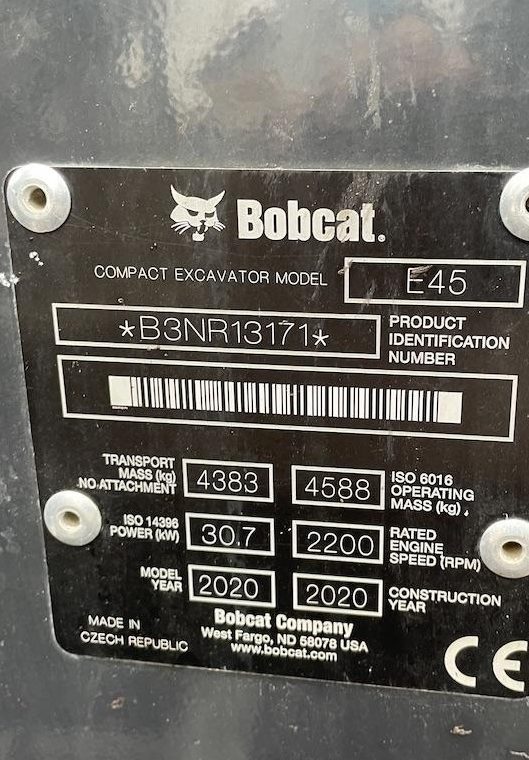 Bobcat.
COMPACT EXCAVATOR MODEL E45
*B3NR13171* PRODUCT
IDENTIFICATION
NUMBER
TRANSPORT
MASS (kg)
NO ATTACHMENT 4383 4588 ISO 6016
OPERATING
MASS (kg)
ISO 14396
POWER (kW) 30.7 2200 RATED
ENGINE
SPEED (RPM)
MODEL
YEAR 2020 2020 CONSTRUCTION
YEAR
MADE IN
CZECH REPUBLIC
Bobcat Company
West Fargo, ND 58078 USA
www.bobcat.com
CE